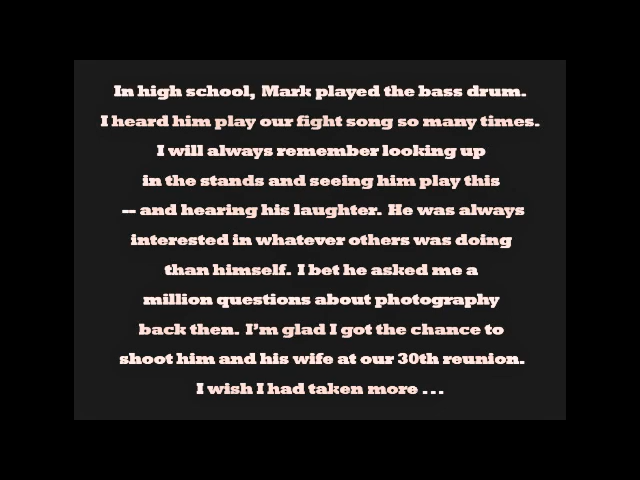 In high school, Mark played the bass drum.
I heard him play our fight song so many times.
I will always remember looking up
in the stands and seeing him play this
-- and hearing his laughter. He was always
interested in whatever others was doing
than himself. I bet he asked me a
million questions about photography
back then. I'm glad I got the chance to
shoot him and his wife at our 30th reunion.
I wish I had taken more ...